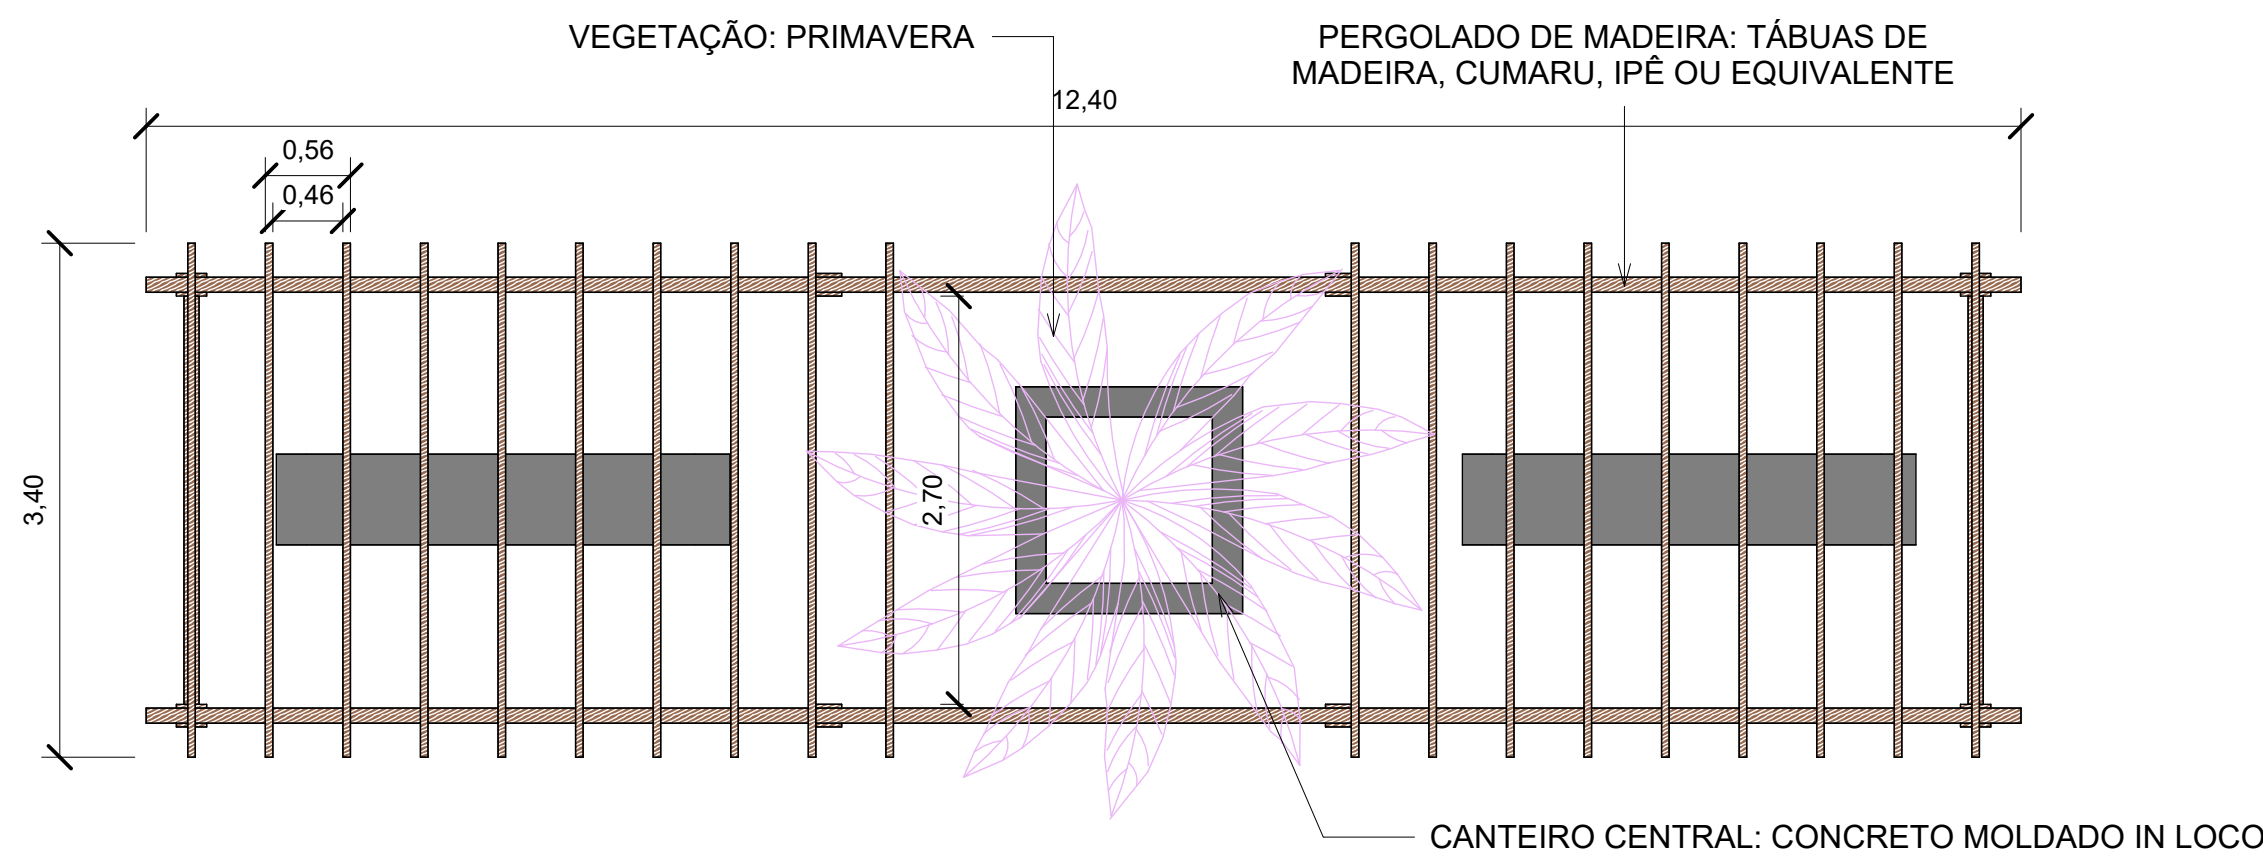 VEGETAÇÃO: PRIMAVERA
PERGOLADO DE MADEIRA: TÁBUAS DE
MADEIRA, CUMARU, IPÊ OU EQUIVALENTE
12,40
0,56
0,46
3,40
2,70
CANTEIRO CENTRAL: CONCRETO MOLDADO IN LOCO